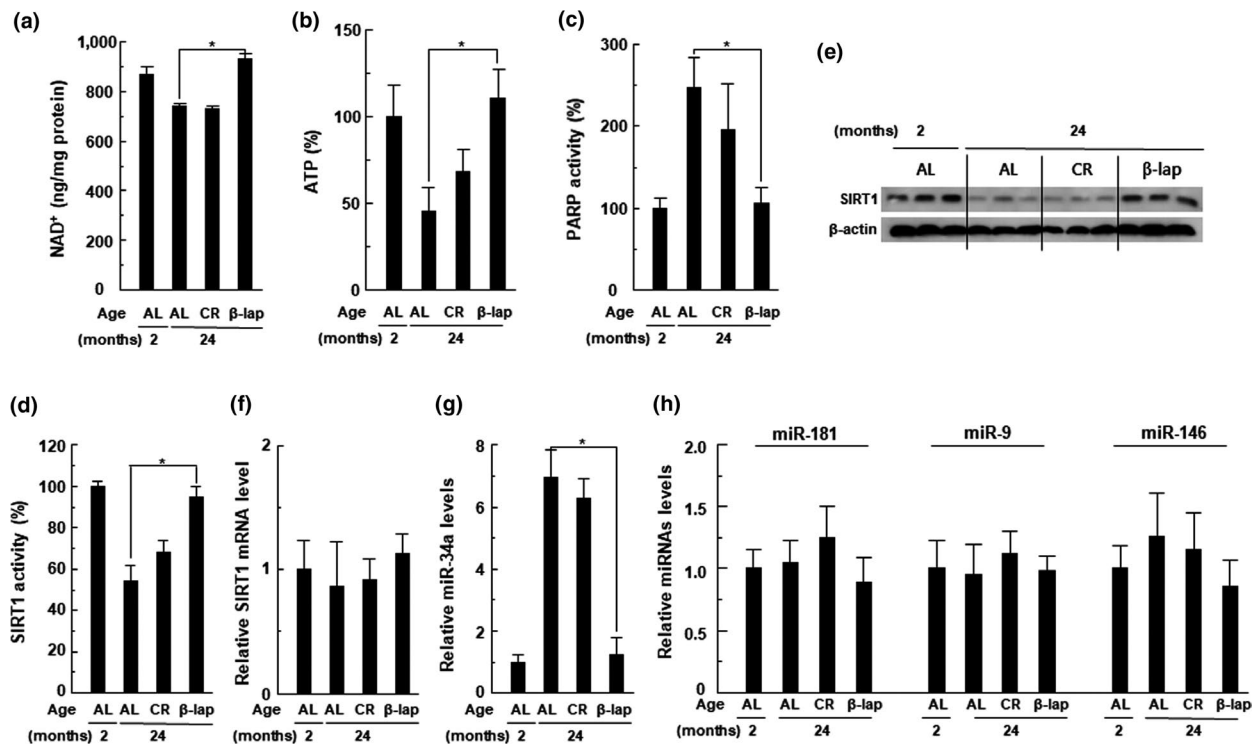 (a)
NAD+ (ng/mg protein)
1,000
800
600
400
200
0
*
Age AL AL CR β-lap
(months) 2 24
(b)
ATP (%)
150
100
50
0
*
AL AL CR β-lap
(months) 2 24
(c)
PARP activity (%)
300
200
100
0
*
AL AL CR β-lap
(months) 2 24
(e)
(months) 2 24
AL AL CR β-lap
SIRT1
β-actin
(d)
SIRT1 activity (%)
120
100
80
60
40
20
0
*
Age AL AL CR β-lap
(months) 2 24
(f)
Relative SIRT1 mRNA level
2
1
0
AL AL CR β-lap
2 24
(g)
Relative miR-34a levels
8
6
4
2
0
*
AL AL CR β-lap
2 24
(h)
miR-181 miR-9 miR-146
Relative miRNAs levels
2.0
1.5
1.0
0.5
0
Age AL AL CR β-lap AL AL CR β-lap AL AL CR β-lap
(months) 2 24 2 24 2 24